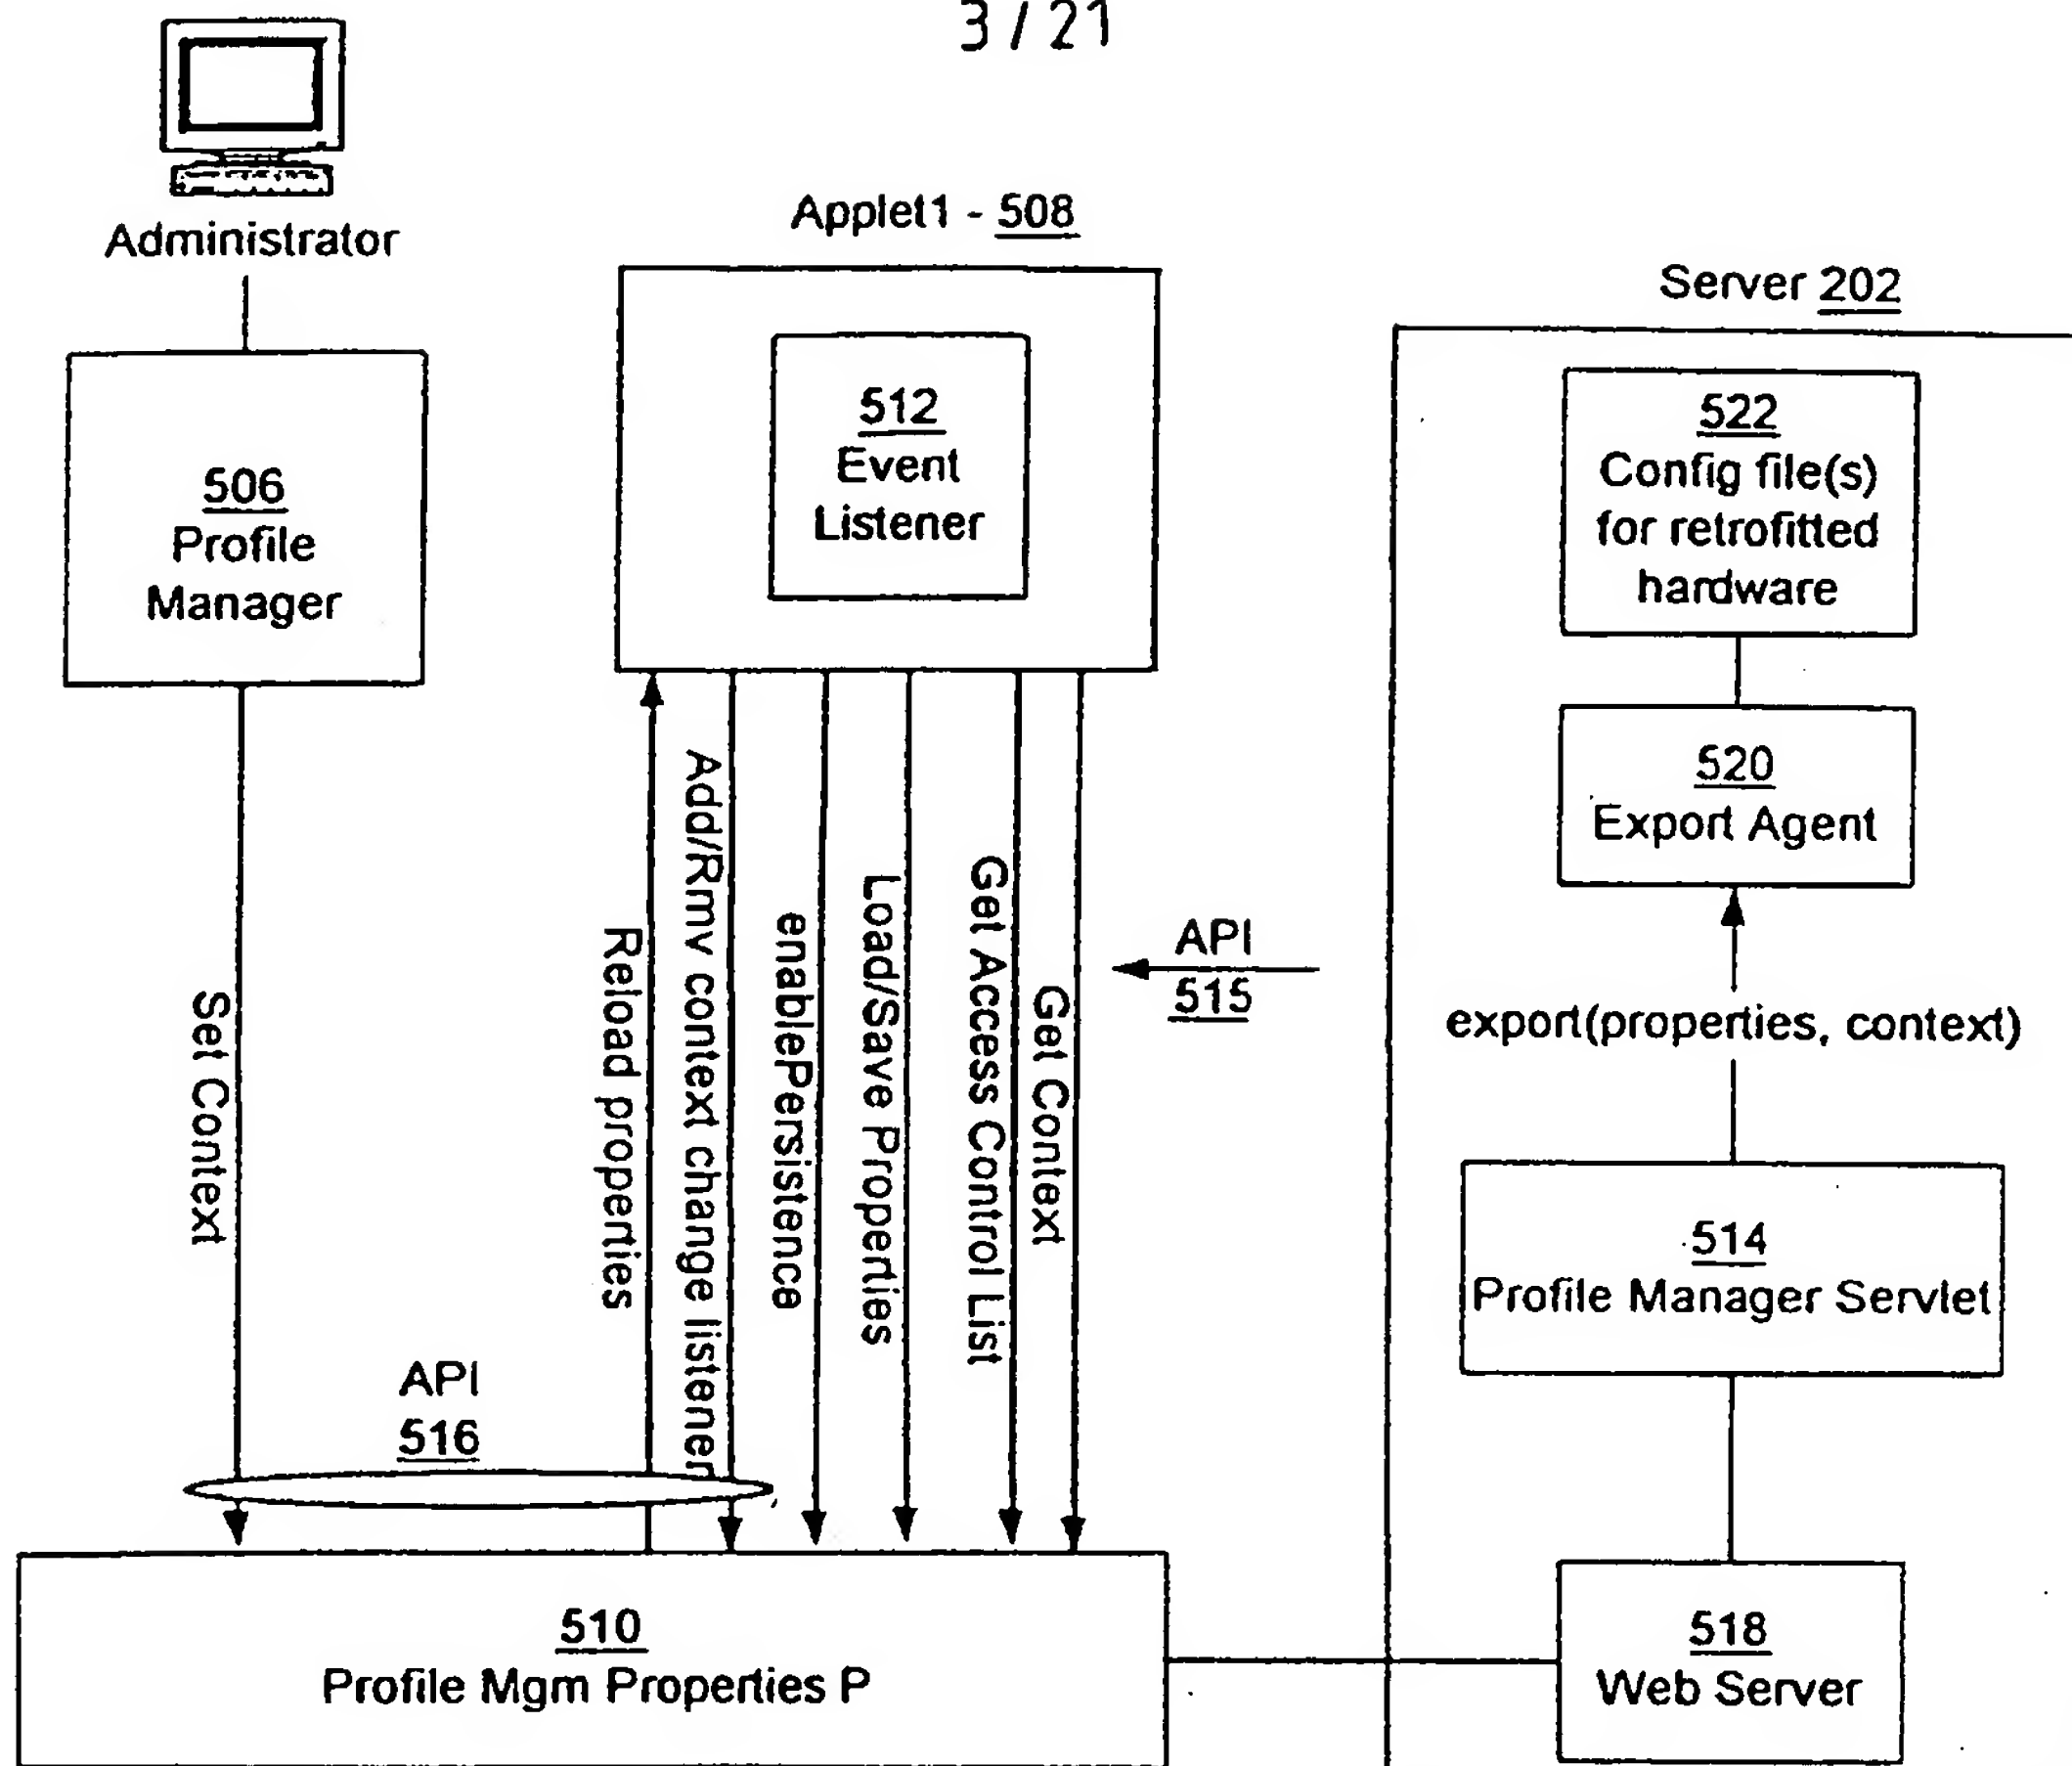 3/21
Administrator
506
Profile
Manager
Applet1 - 508
512
Event
Listener
Server 202
522
Config file(s)
for retrofitted
hardware
520
Export Agent
export(properties, context)
514
Profile Manager Servlet
518
Web Server
Set Context
Reload properties
Add/Rmv context change listener
enablePersistence
Load/Save Properties
Get Access Control List
Get Context
API
515
API
516
510
Profile Mgm Properties P